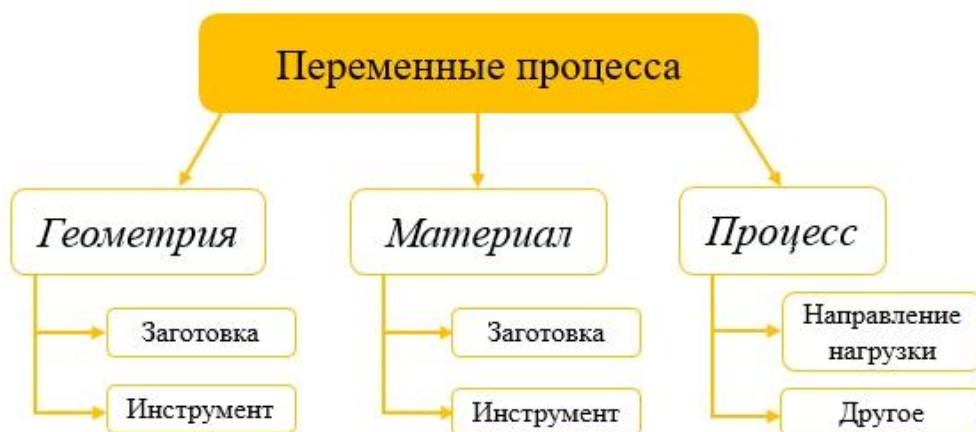 Переменные процесса
Геометрия
Материал
Процесс
Заготовка
Инструмент
Заготовка
Инструмент
Направление
нагрузки
Другое